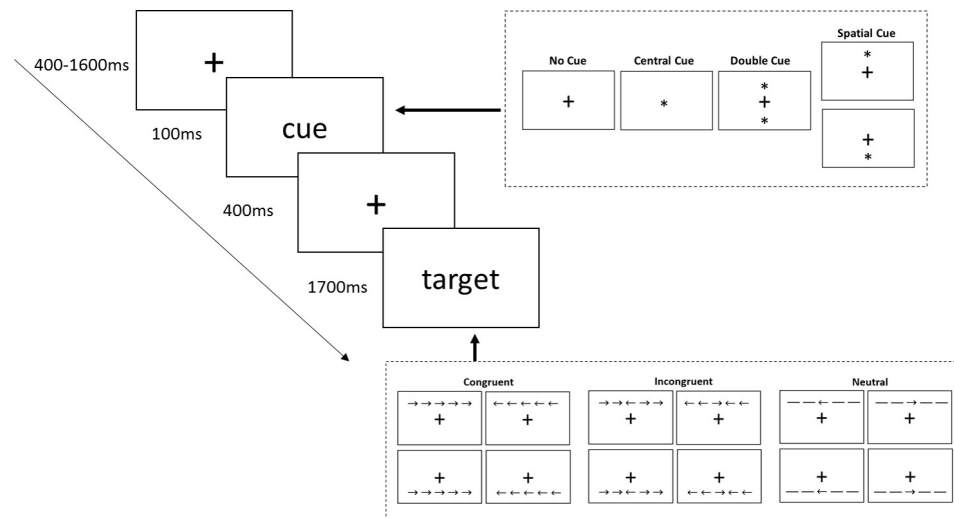 400-1600ms
+
100ms
cue
400ms
+
1700ms
target
No Cue
+
Central Cue
*
Double Cue
*
+
*
Spatial Cue
*
+
+
*
Congruent
→→→→→
+
←←←←←
+
+
→→→→→
+
←←←←←
Incongruent
→→←→→
+
←←→←←
+
+
→→←→→
+
←←→←←
Neutral
— — ← — —
+
— — → — —
+
+
— — ← — —
+
— — → — —